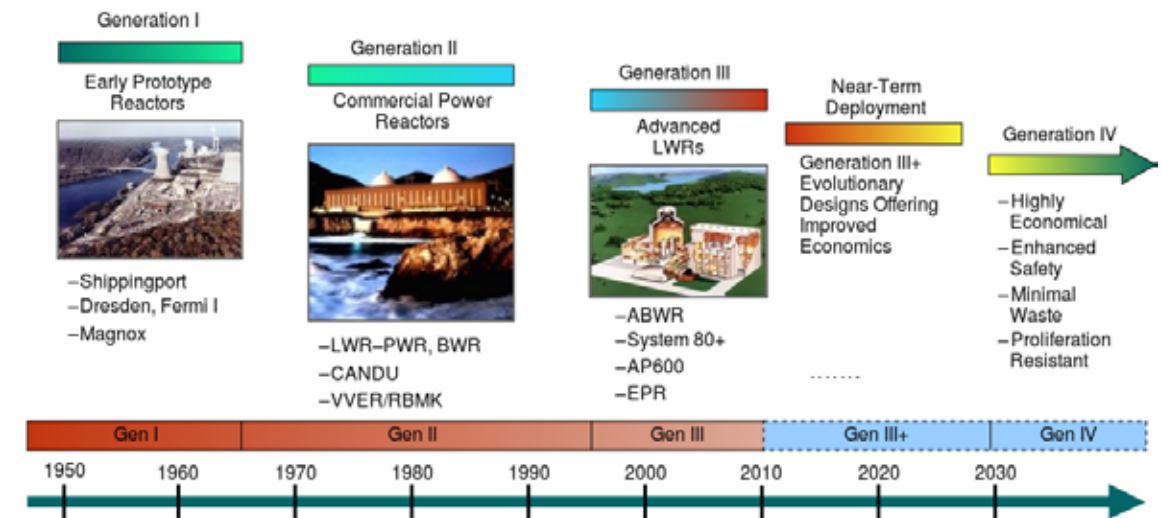 Generation I
Early Prototype
Reactors
–Shippingport
–Dresden, Fermi I
–Magnox
Generation II
Commercial Power
Reactors
–LWR–PWR, BWR
–CANDU
–VVER/RBMK
Generation III
Advanced
LWRs
–ABWR
–System 80+
–AP600
–EPR
Near-Term
Deployment
Generation III+
Evolutionary
Designs Offering
Improved
Economics
Generation IV
–Highly
Economical
–Enhanced
Safety
–Minimal
Waste
–Proliferation
Resistant
Gen I
Gen II
Gen III
Gen III+
Gen IV
1950
1960
1970
1980
1990
2000
2010
2020
2030